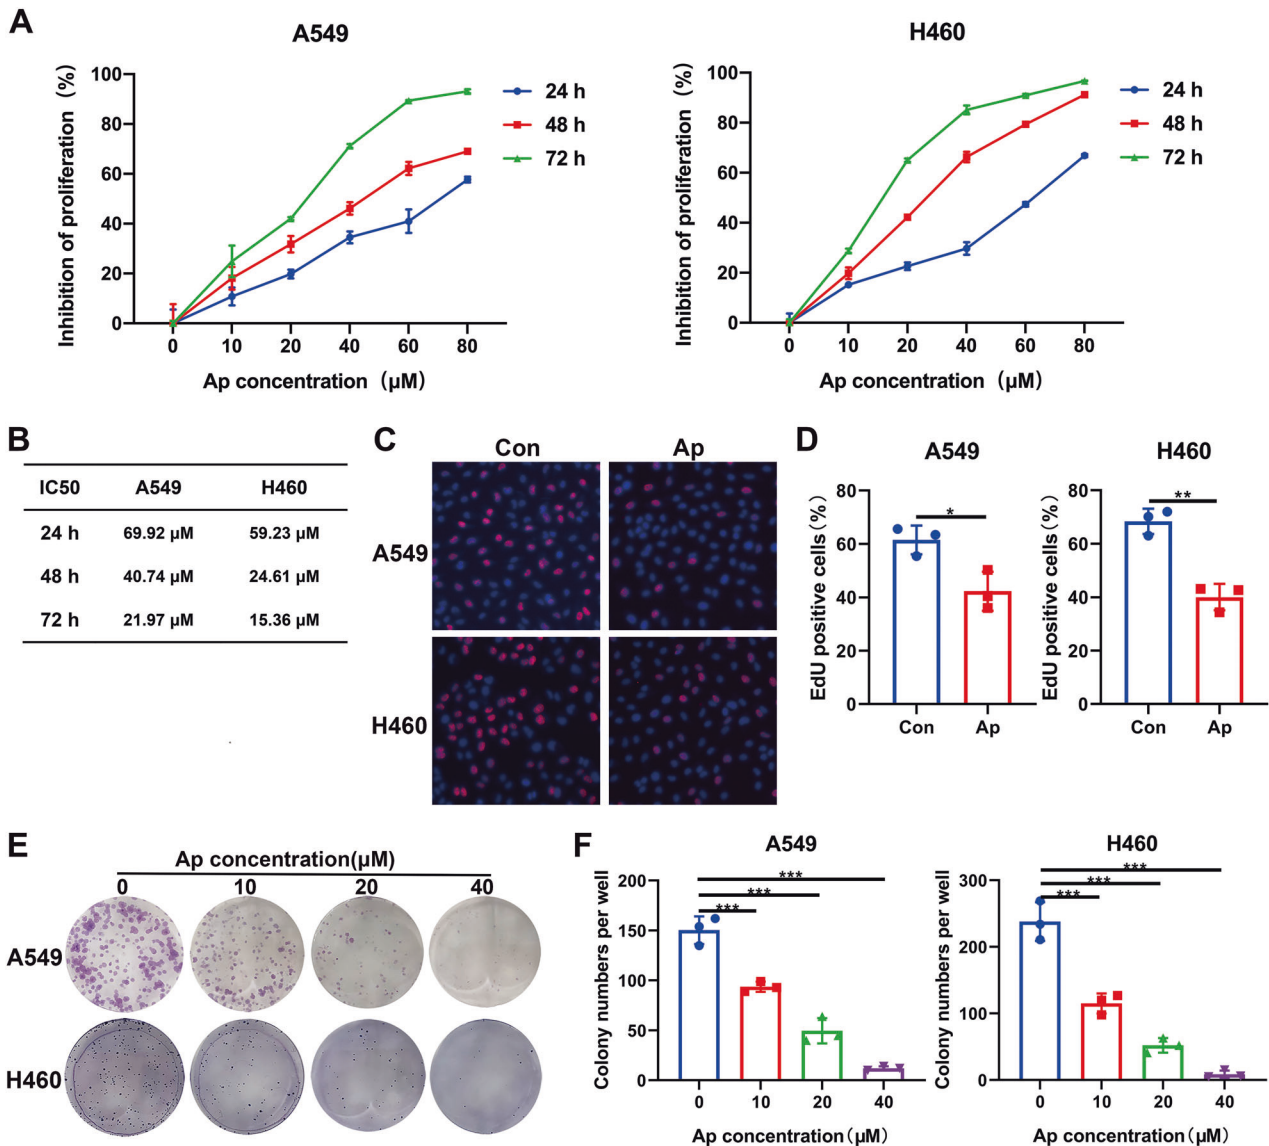 A
A549
Inhibition of proliferation (%)
100
80
60
40
20
0
0 10 20 40 60 80
Ap concentration (μM)
24 h
48 h
72 h
H460
Inhibition of proliferation (%)
100
80
60
40
20
0
0 10 20 40 60 80
Ap concentration (μM)
24 h
48 h
72 h
B
IC50 A549 H460
24 h 69.92 μM 59.23 μM
48 h 40.74 μM 24.61 μM
72 h 21.97 μM 15.36 μM
C
Con Ap
A549
H460
D
A549
EdU positive cells(%)
80
60
40
20
0
*
Con Ap
H460
EdU positive cells(%)
80
60
40
20
0
**
Con Ap
E
Ap concentration(μM)
0 10 20 40
A549
H460
F
A549
Colony numbers per well
200
150
100
50
0
***
***
***
0 10 20 40
Ap concentration(μM)
H460
Colony numbers per well
300
200
100
0
***
***
***
0 10 20 40
Ap concentration(μM)